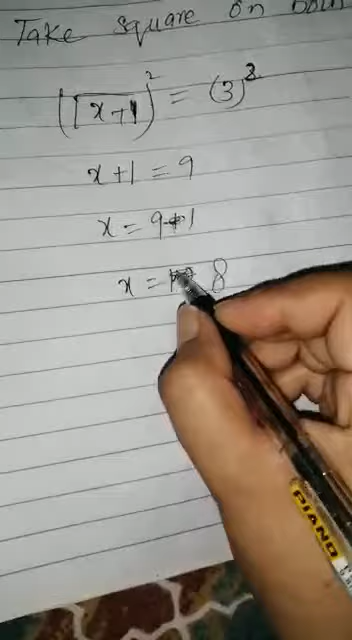 Take square on both
(√x+1)² = (3)²
x+1 = 9
x = 9-1
x = 8
PIANO